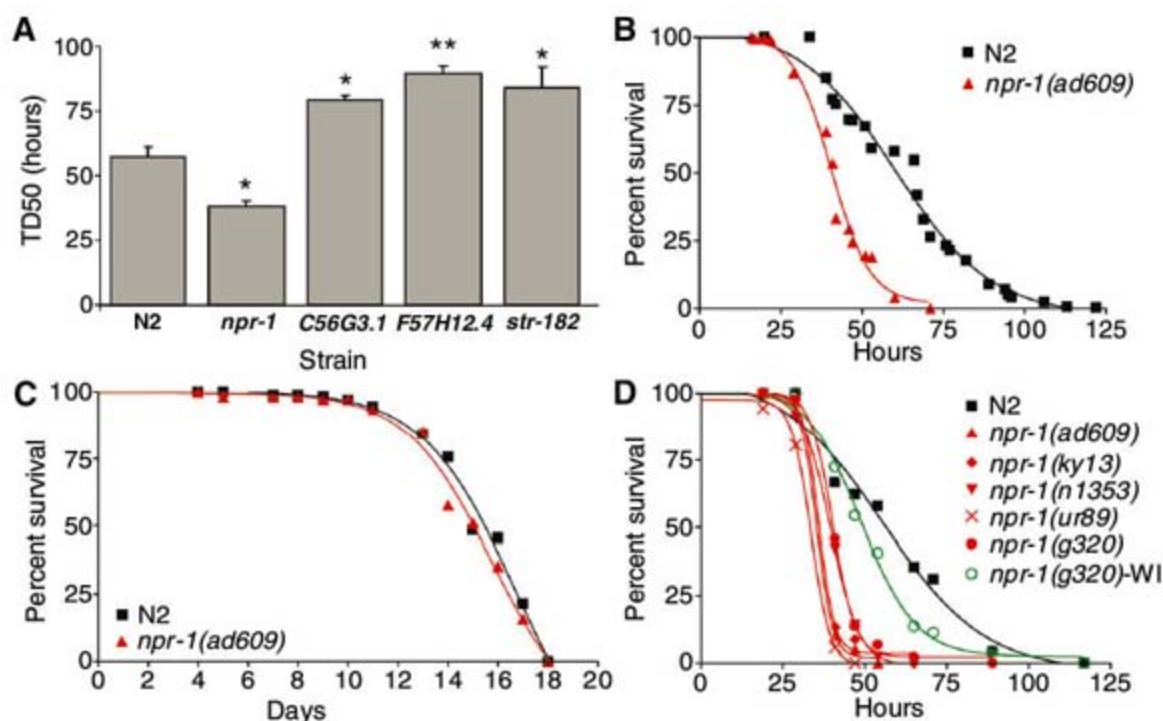 A
100
75
50
25
0
TD50 (hours)
*
*
**
*
N2 npr-1 C56G3.1 F57H12.4 str-182
Strain
B
100
75
50
25
0
Percent survival
N2
npr-1(ad609)
0 25 50 75 100 125
Hours
C
100
75
50
25
0
Percent survival
N2
npr-1(ad609)
0 2 4 6 8 10 12 14 16 18 20
Days
D
100
75
50
25
0
Percent survival
N2
npr-1(ad609)
npr-1(ky13)
npr-1(n1353)
npr-1(ur89)
npr-1(g320)
npr-1(g320)-WI
0 25 50 75 100 125
Hours